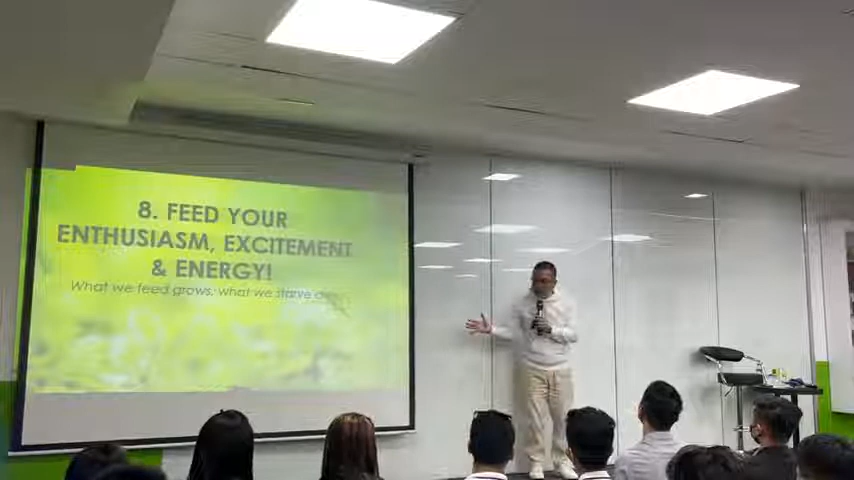 8. FEED YOUR
ENTHUSIASM, EXCITEMENT
& ENERGY!
What we feed grows, what we starve